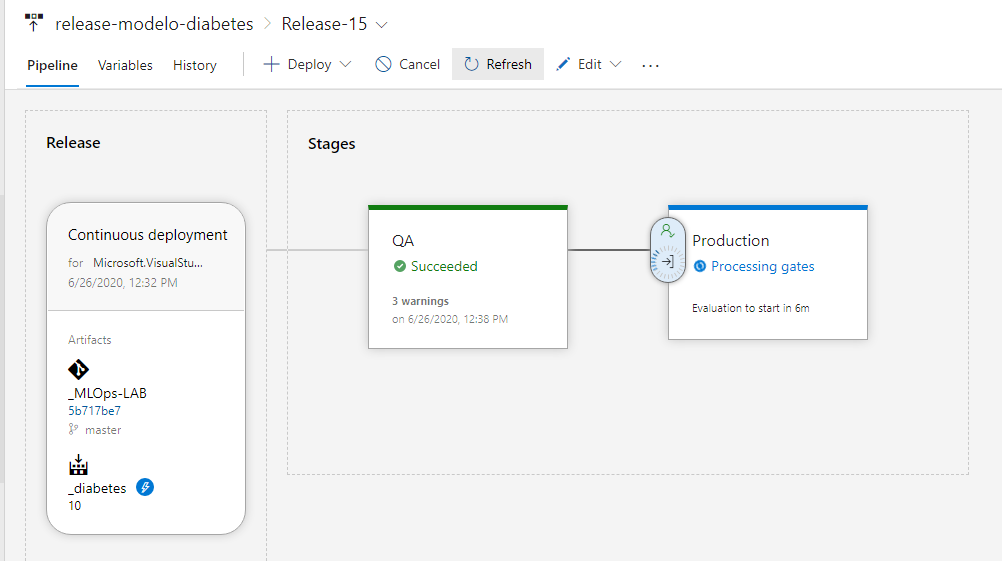 release-modelo-diabetes > Release-15
Pipeline Variables History Deploy Cancel Refresh Edit ...
Release
Continuous deployment
for Microsoft.VisualStu...
6/26/2020, 12:32 PM
Artifacts
_MLOps-LAB
5b717be7
master
_diabetes
10
Stages
QA
Succeeded
3 warnings
on 6/26/2020, 12:38 PM
Production
Processing gates
Evaluation to start in 6m